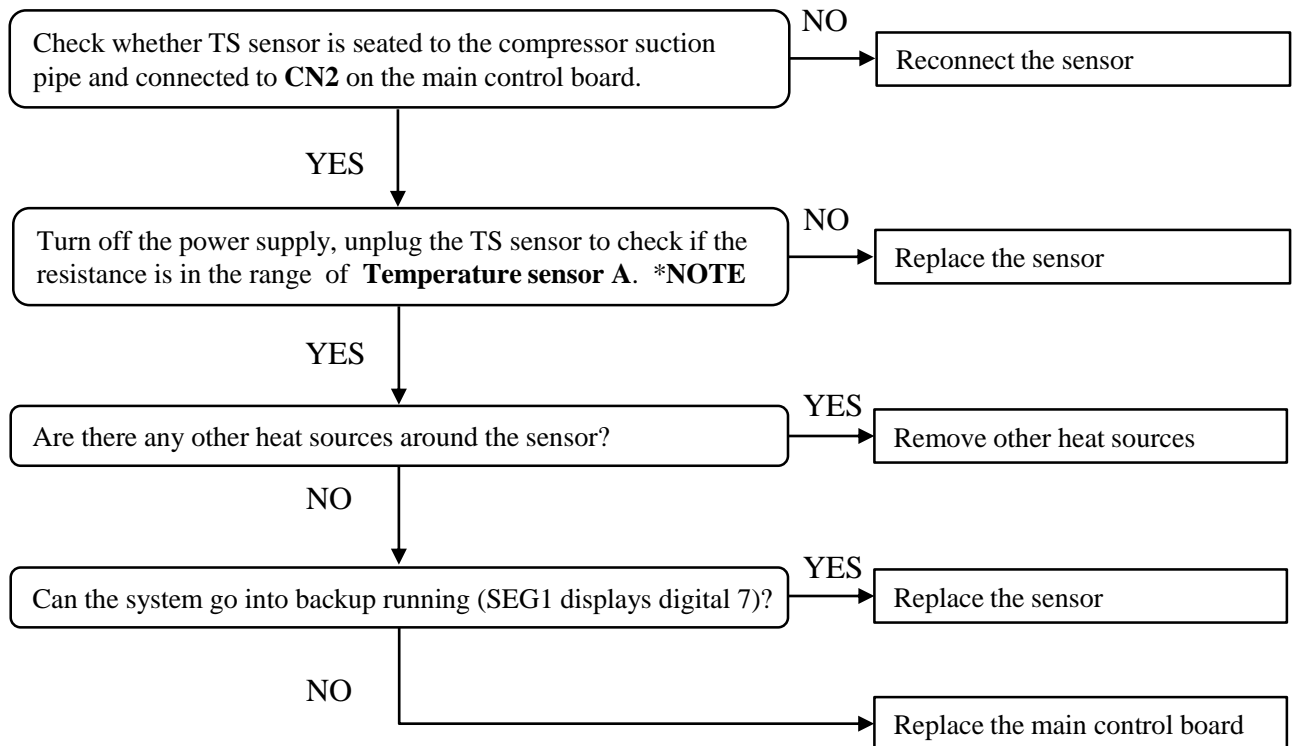 NO
Check whether TS sensor is seated to the compressor suction
pipe and connected to CN2 on the main control board.
Reconnect the sensor
YES
NO
Turn off the power supply, unplug the TS sensor to check if the
resistance is in the range of Temperature sensor A. *NOTE
Replace the sensor
YES
YES
Are there any other heat sources around the sensor?
Remove other heat sources
NO
YES
Can the system go into backup running (SEG1 displays digital 7)?
Replace the sensor
NO
Replace the main control board